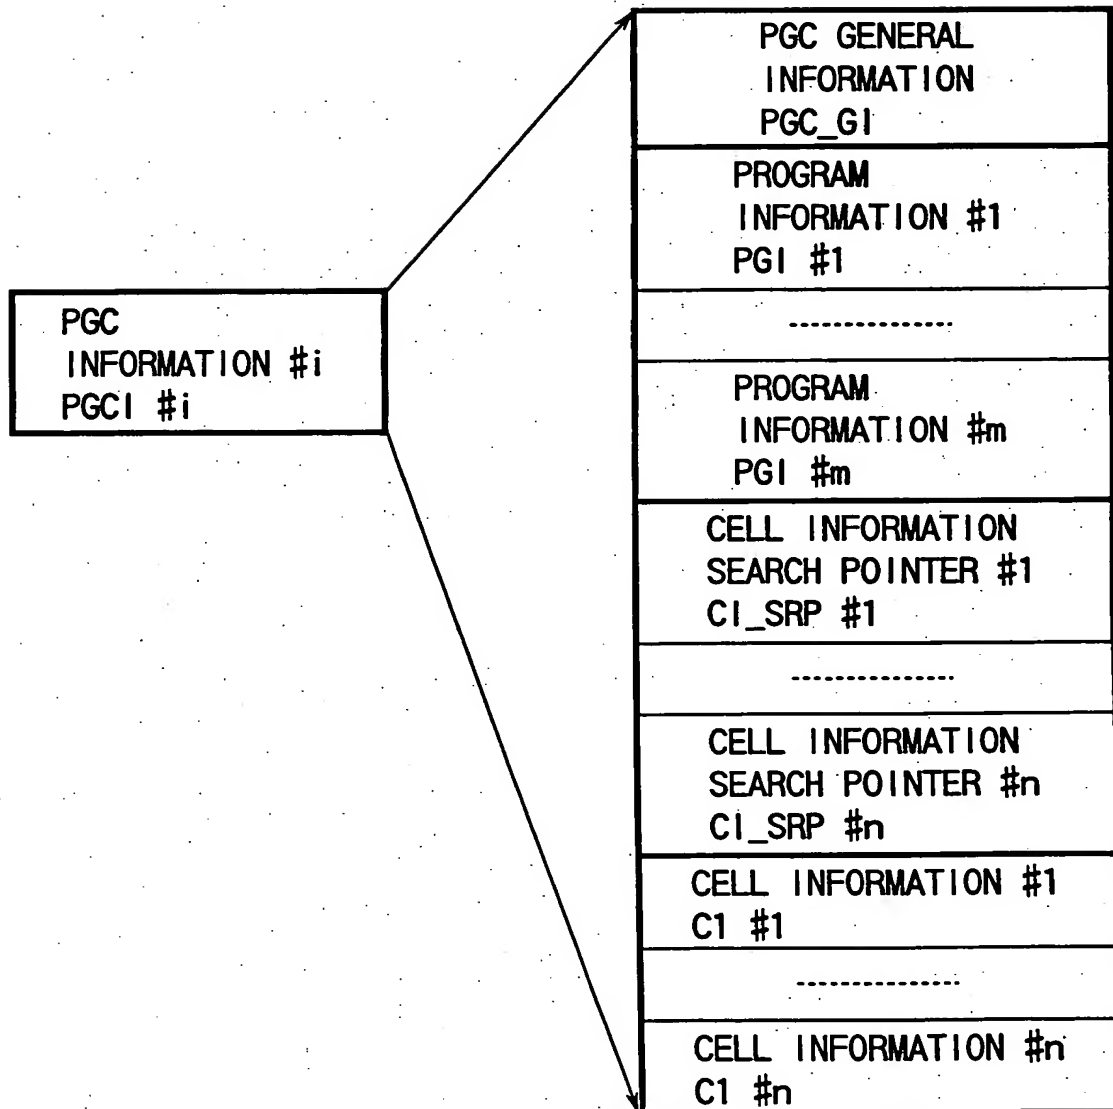 PGC GENERAL
INFORMATION
PGC_GI
PROGRAM
INFORMATION #1
PGI #1
---------------
PROGRAM
INFORMATION #m
PGI #m
CELL INFORMATION
SEARCH POINTER #1
CI_SRP #1
---------------
CELL INFORMATION
SEARCH POINTER #n
CI_SRP #n
CELL INFORMATION #1
C1 #1
---------------
CELL INFORMATION #n
C1 #n
PGC
INFORMATION #i
PGCI #i